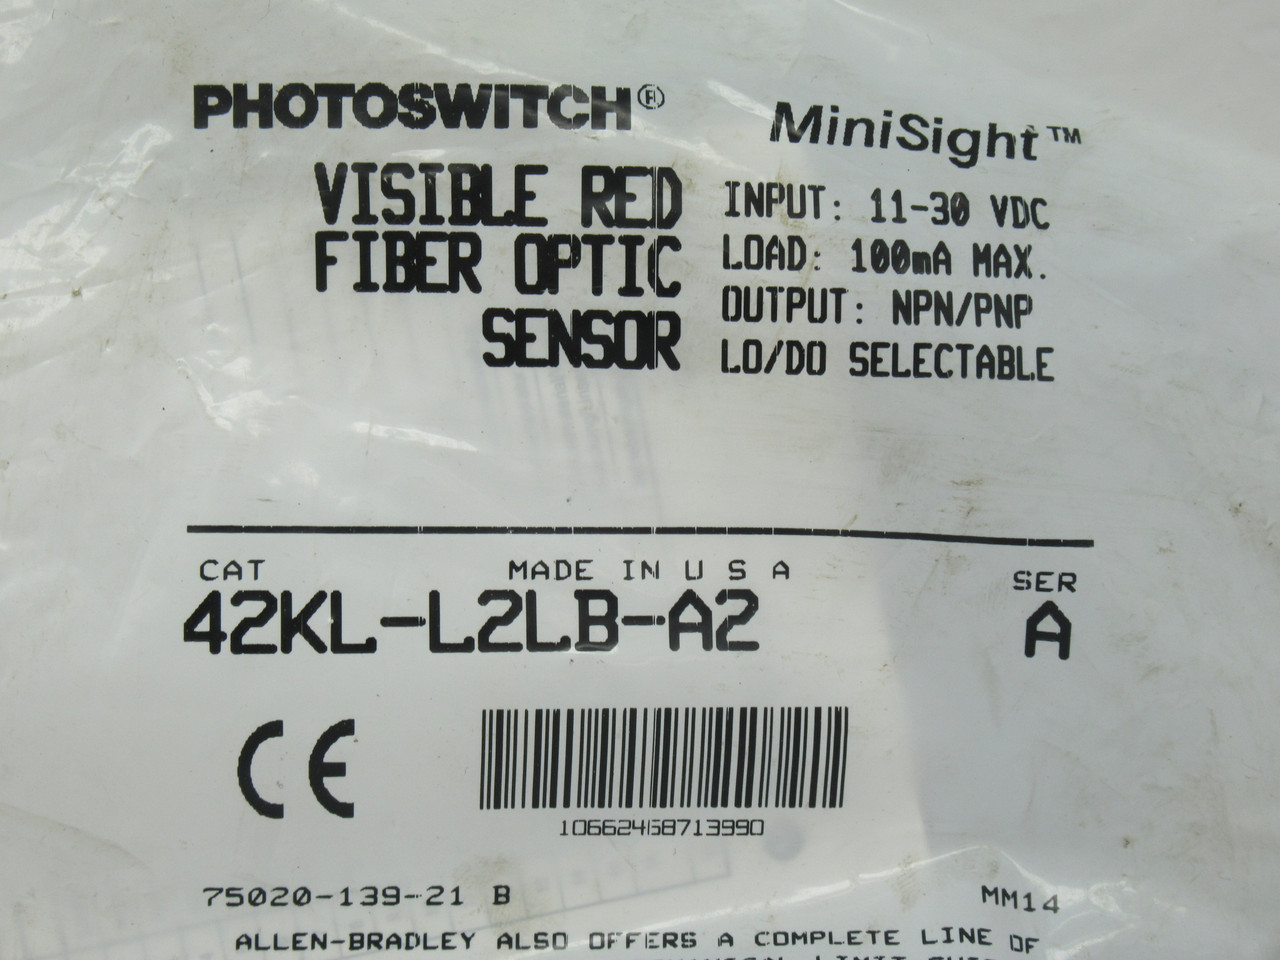 PHOTOSWITCH®
MiniSight™
VISIBLE RED
FIBER OPTIC
SENSOR
INPUT: 11-30 VDC
LOAD: 100mA MAX.
OUTPUT: NPN/PNP
LO/DO SELECTABLE
CAT
MADE IN U S A
SER
42KL-L2LB-A2
A
CE
10662468713990
75020-139-21 B
MM14
ALLEN-BRADLEY ALSO OFFERS A COMPLETE LINE OF
LIMIT